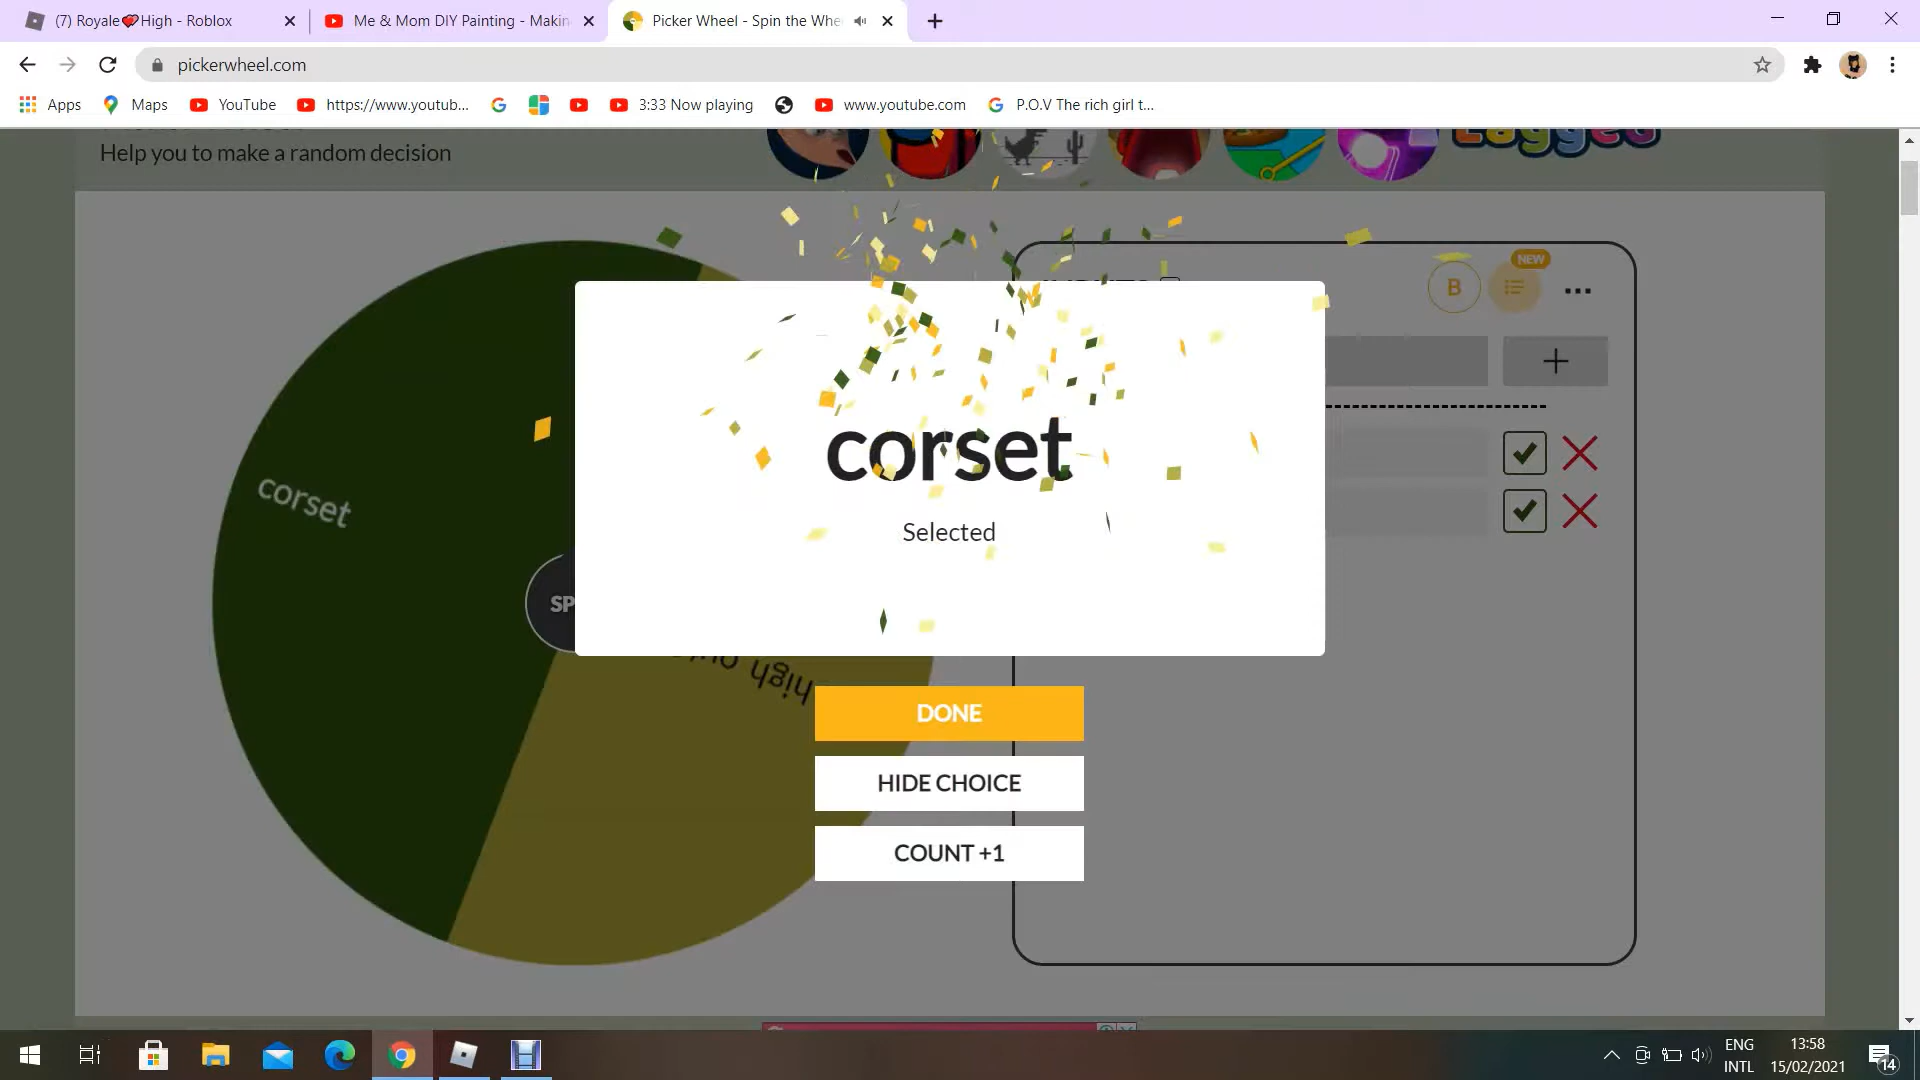 (7) Royale❤️High - Roblox
Me & Mom DIY Painting - Makin
Picker Wheel - Spin the Whe
pickerwheel.com
Apps
Maps
YouTube
https://www.youtub...
3:33 Now playing
www.youtube.com
P.O.V The rich girl t...
Help you to make a random decision
Lagged
NEW
B
...
+
corset
corset
Selected
SP
high
DONE
HIDE CHOICE
COUNT +1
ENG
INTL
13:58
15/02/2021
14